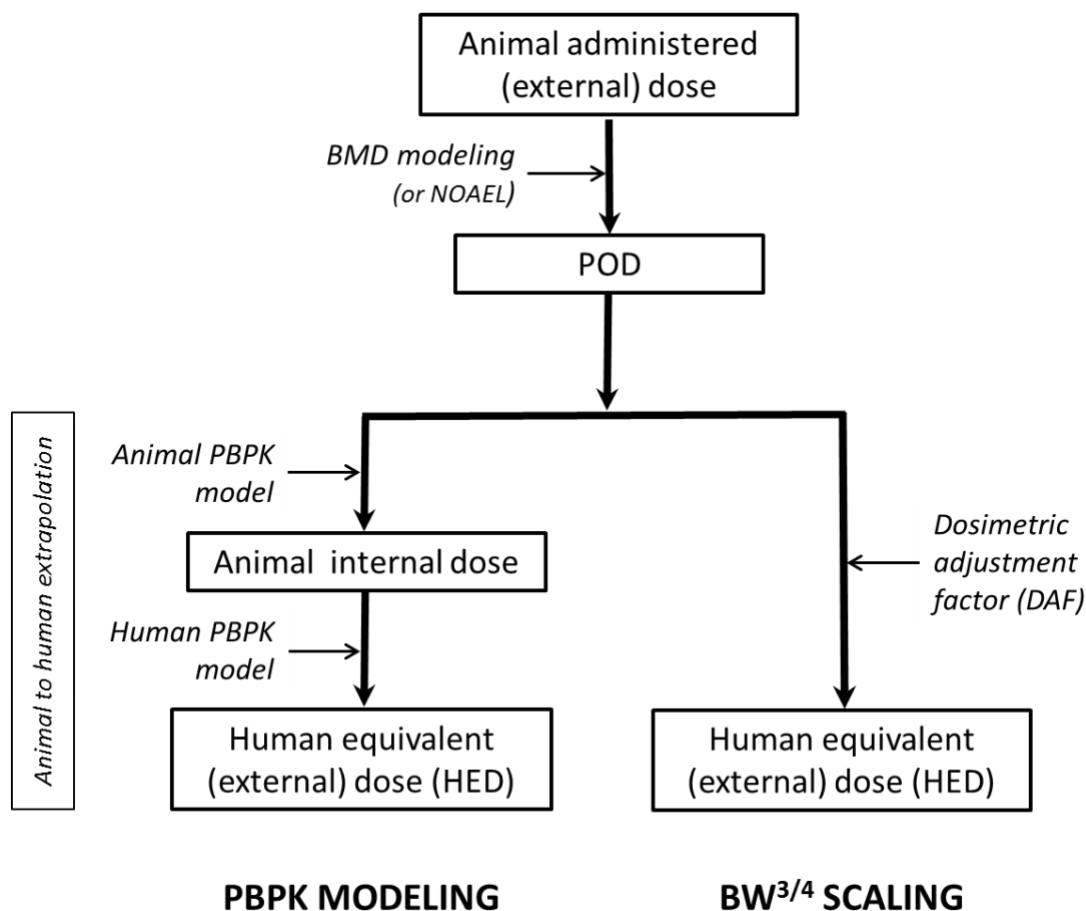 Animal administered
(external) dose
BMD modeling
(or NOAEL)
POD
Animal to human extrapolation
Animal PBPK
model
Animal  internal dose
Human PBPK
model
Human equivalent
(external) dose (HED)
Dosimetric
adjustment
factor (DAF)
Human equivalent
(external) dose (HED)
PBPK MODELING
BW³/⁴ SCALING